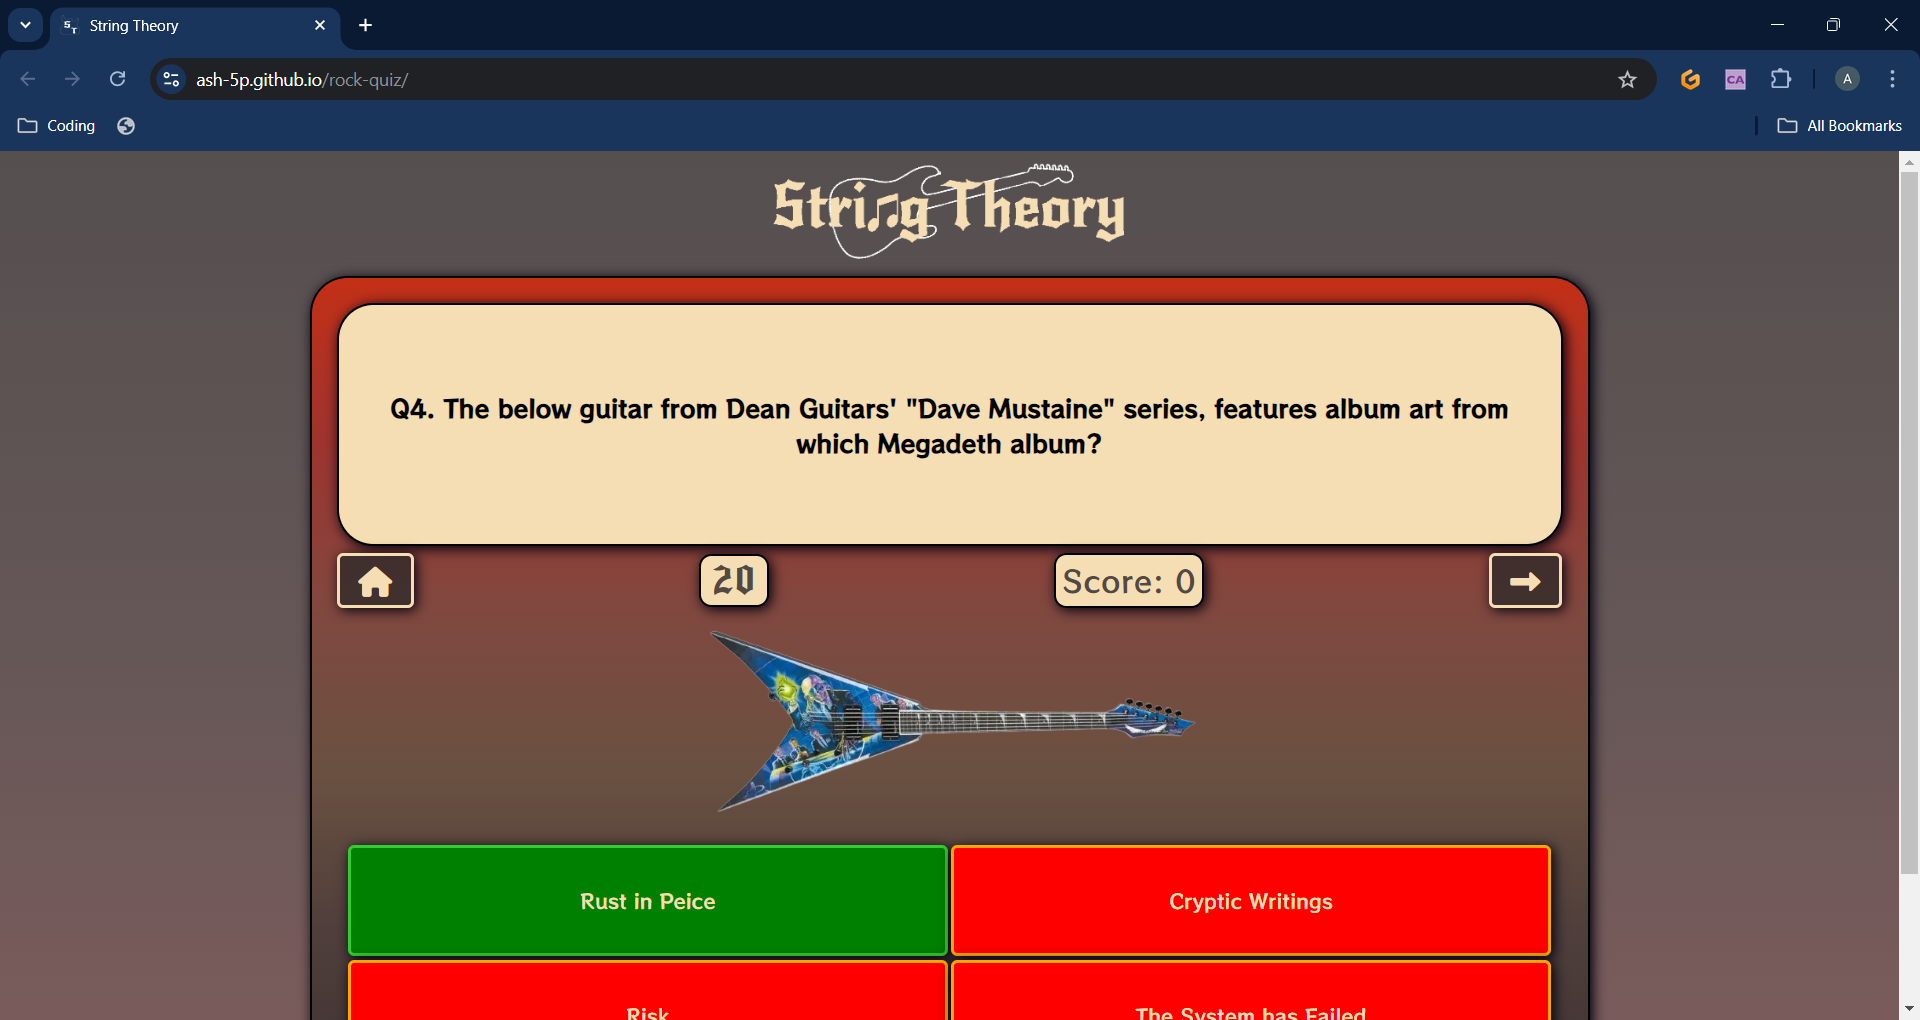 String Theory
ash-5p.github.io/rock-quiz/
CA
A
Coding
All Bookmarks
String Theory
Q4. The below guitar from Dean Guitars' "Dave Mustaine" series, features album art from
which Megadeth album?
20
Score: 0
Rust in Peice
Cryptic Writings
Risk
The System has Failed